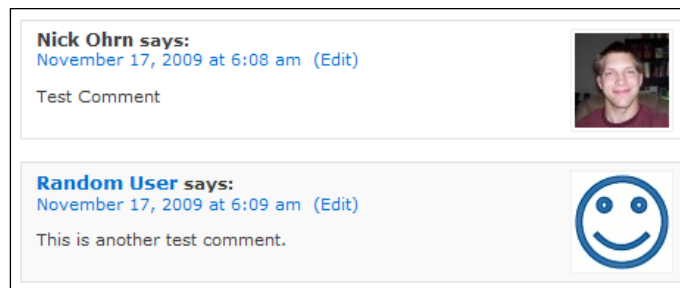 Nick Ohrn says:
November 17, 2009 at 6:08 am (Edit)
Test Comment
Random User says:
November 17, 2009 at 6:09 am (Edit)
This is another test comment.